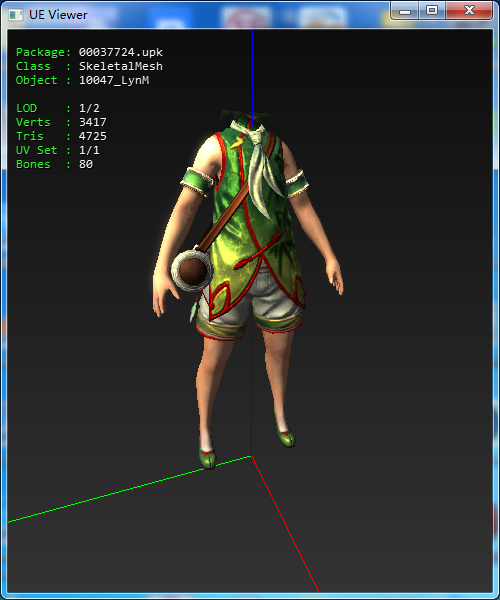 UE Viewer
Package: 00037724.upk
Class : SkeletalMesh
Object : 10047_LynM
LOD : 1/2
Verts : 3417
Tris : 4725
UV Set : 1/1
Bones : 80